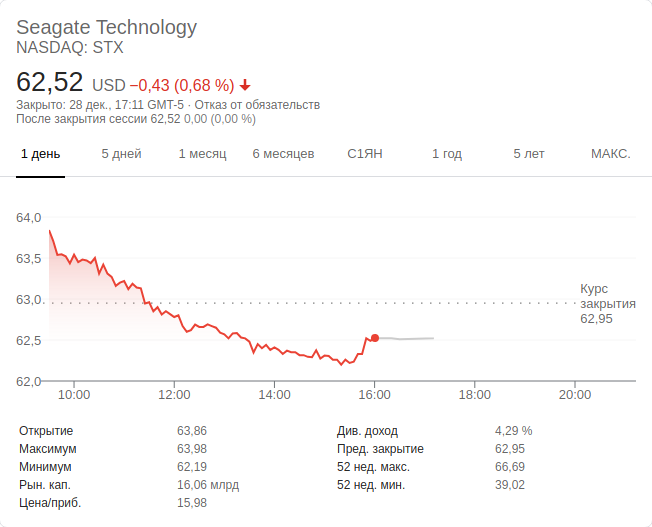 Seagate Technology
NASDAQ: STX
62,52 USD −0,43 (0,68 %)
Закрыто: 28 дек., 17:11 GMT-5 · Отказ от обязательств
После закрытия сессии 62,52 0,00 (0,00 %)
1 день 5 дней 1 месяц 6 месяцев С1ЯН 1 год 5 лет МАКС.
64,0
63,5
63,0
62,5
62,0
Курс
закрытия
62,95
10:00 12:00 14:00 16:00 18:00 20:00
Открытие 63,86 Див. доход 4,29 %
Максимум 63,98 Пред. закрытие 62,95
Минимум 62,19 52 нед. макс. 66,69
Рын. кап. 16,06 млрд 52 нед. мин. 39,02
Цена/приб. 15,98